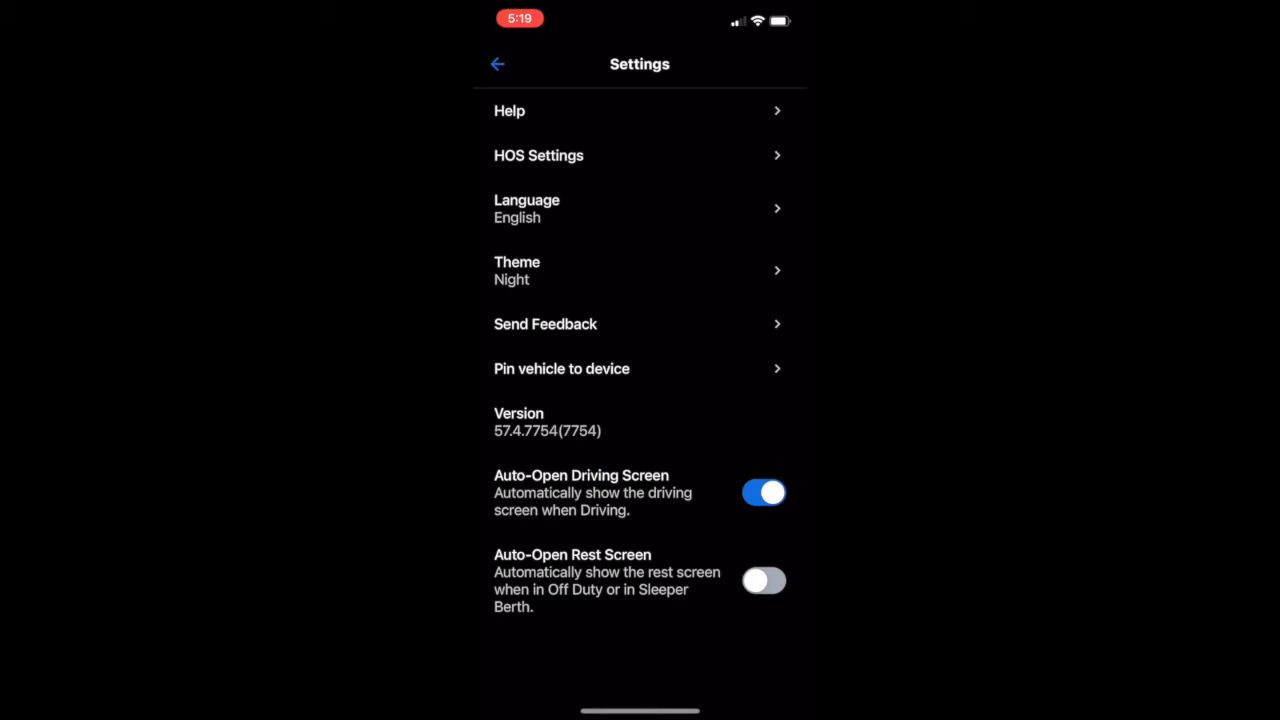 5:19
Settings
Help
HOS Settings
Language
English
Theme
Night
Send Feedback
Pin vehicle to device
Version
57.4.7754(7754)
Auto-Open Driving Screen
Automatically show the driving
screen when Driving.
Auto-Open Rest Screen
Automatically show the rest screen
when in Off Duty or in Sleeper
Berth.